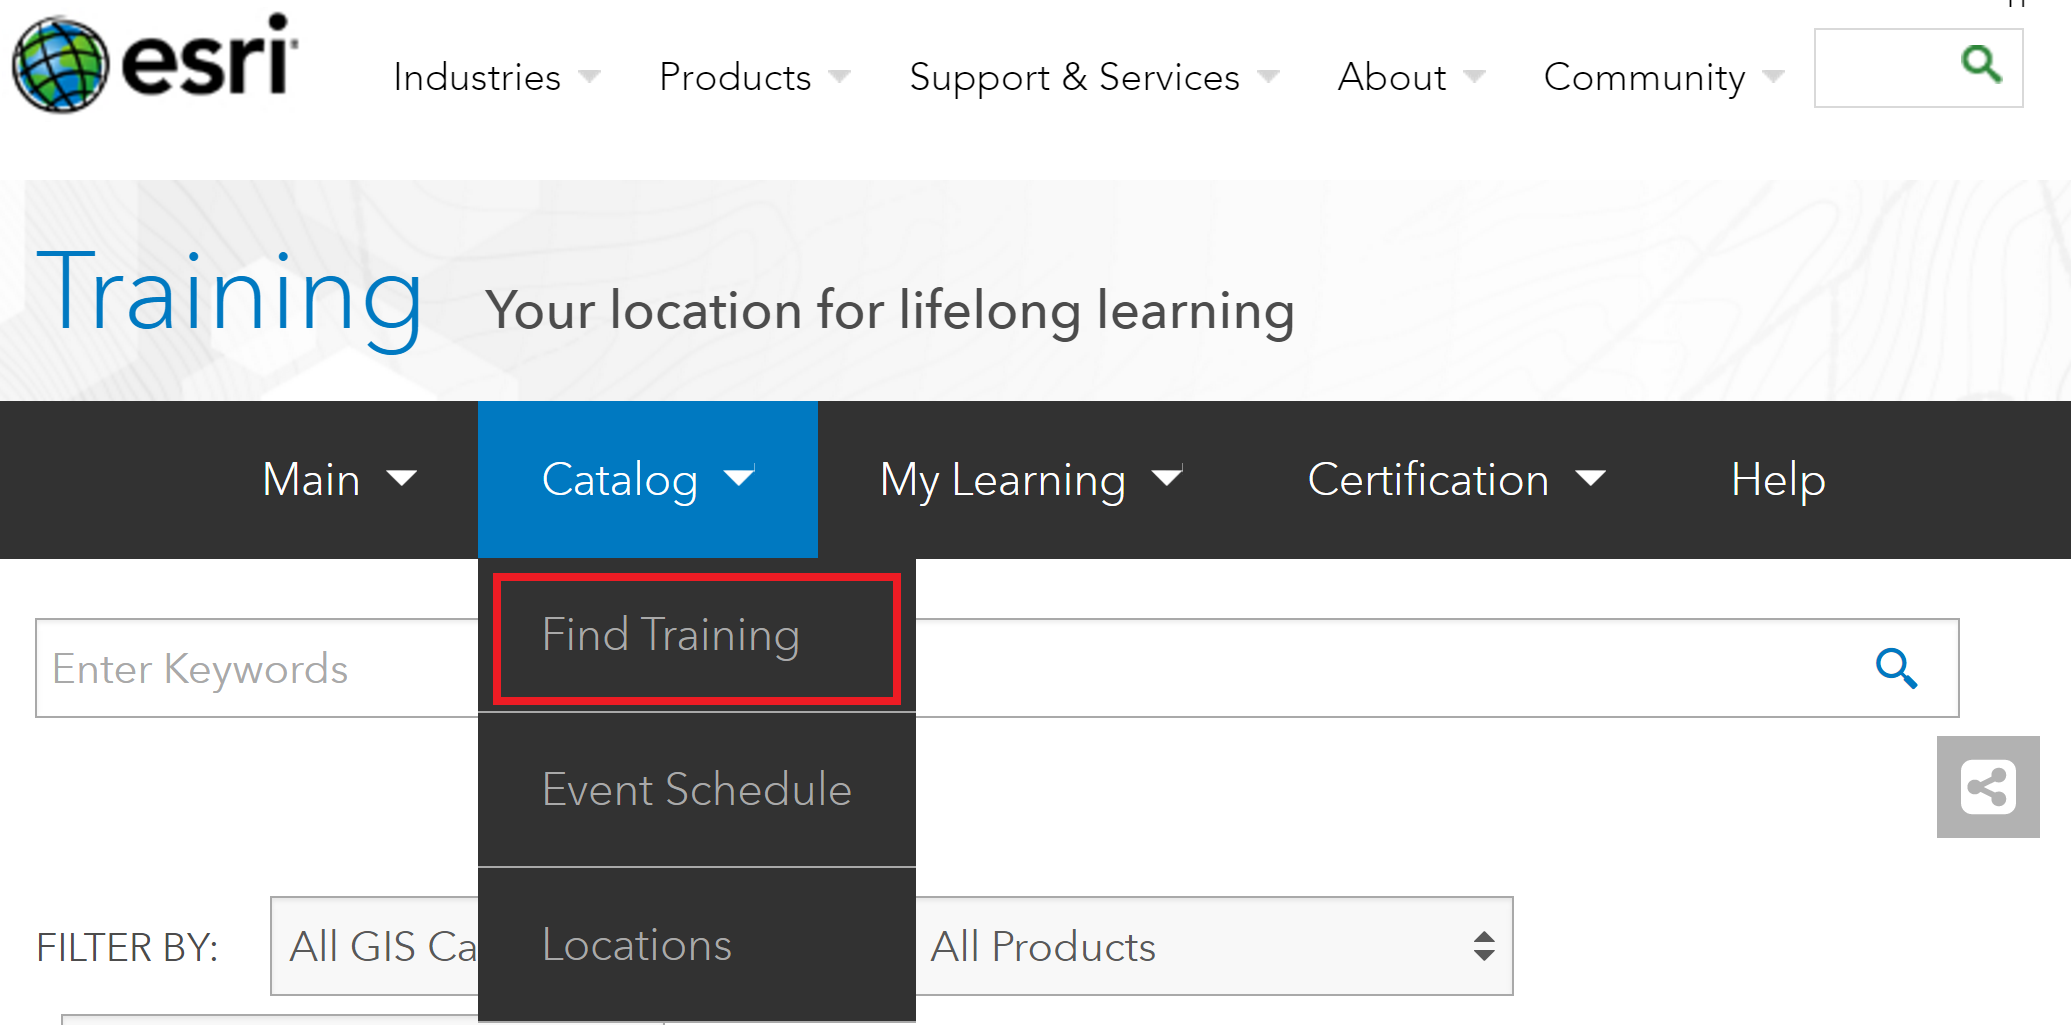 esri
Industries Products Support & Services About Community
Training Your location for lifelong learning
Main Catalog My Learning Certification Help
Find Training
Enter Keywords
Event Schedule
Locations
FILTER BY: All GIS Ca All Products